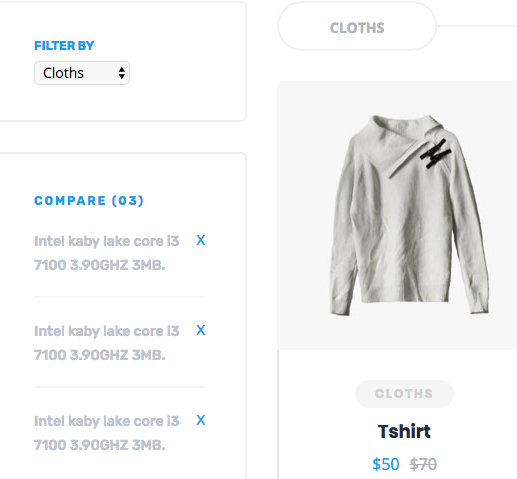 FILTER BY
Cloths
COMPARE (03)
Intel kaby lake core i3 X
7100 3.90GHZ 3MB.
Intel kaby lake core i3 X
7100 3.90GHZ 3MB.
Intel kaby lake core i3 X
7100 3.90GHZ 3MB.
CLOTHS
CLOTHS
Tshirt
$50 $70